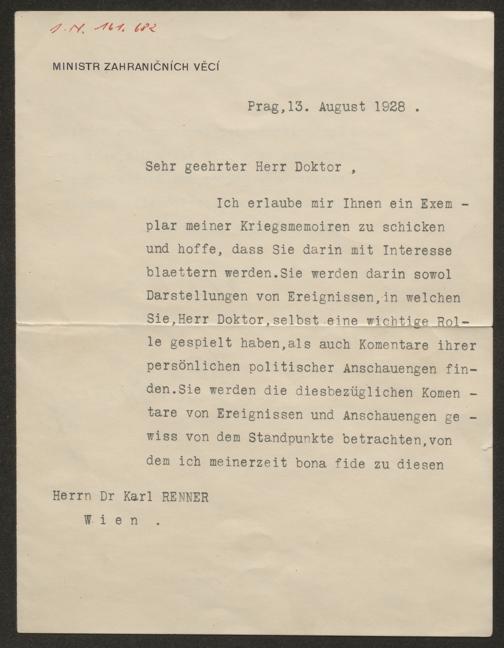 J.N. 161.682
MINISTR ZAHRANIČNÍCH VĚCÍ
Prag,13. August 1928 .
Sehr geehrter Herr Doktor ,
Ich erlaube mir Ihnen ein Exem -
plar meiner Kriegsmemoiren zu schicken
und hoffe, dass Sie darin mit Interesse
blaettern werden.Sie werden darin sowol
Darstellungen von Ereignissen,in welchen
Sie,Herr Doktor,selbst eine wichtige Rol-
le gespielt haben,als auch Komentare ihrer
persönlichen politischer Anschauengen fin-
den.Sie werden die diesbezüglichen Komen -
tare von Ereignissen und Anschauengen ge -
wiss von dem Standpunkte betrachten,von
dem ich meinerzeit bona fide zu diesen
Herrn Dr Karl RENNER
W i e n .